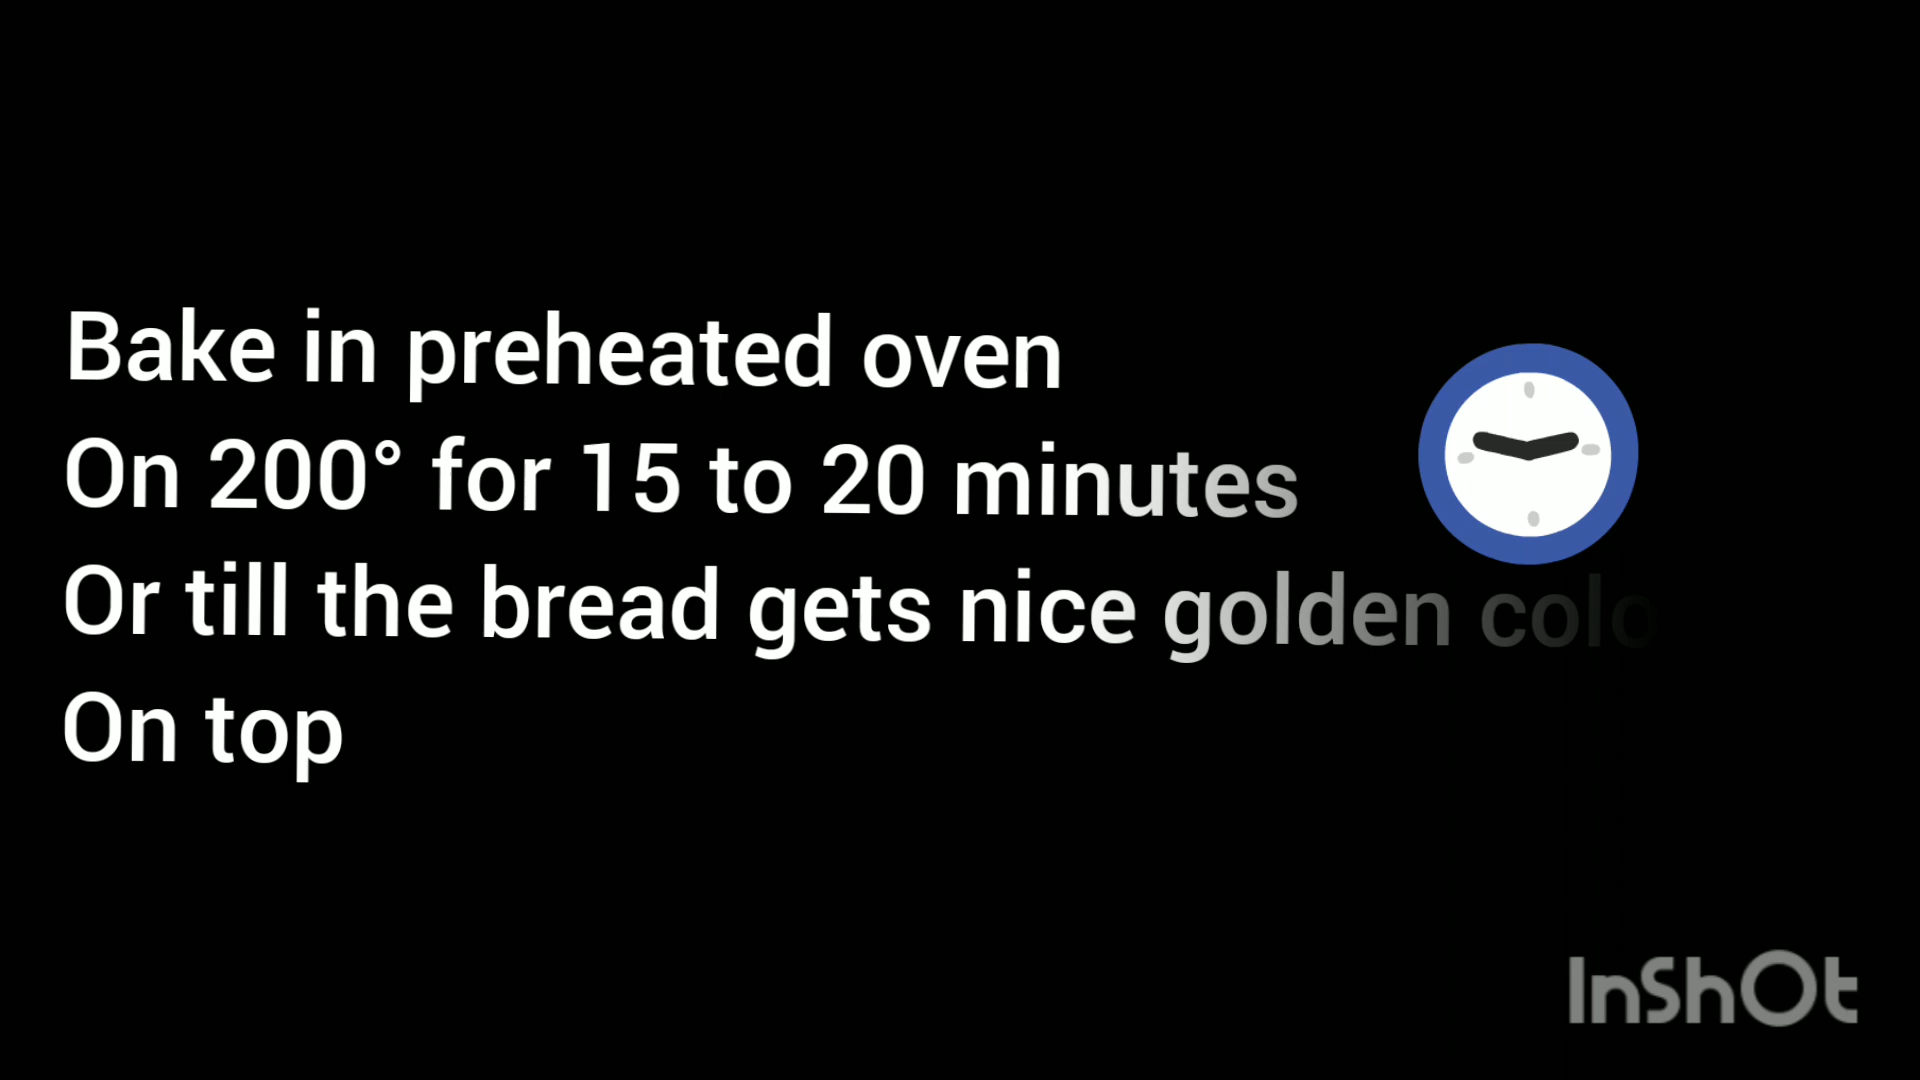 Bake in preheated oven
On 200° for 15 to 20 minutes
Or till the bread gets nice golden colo
On top
InShOt